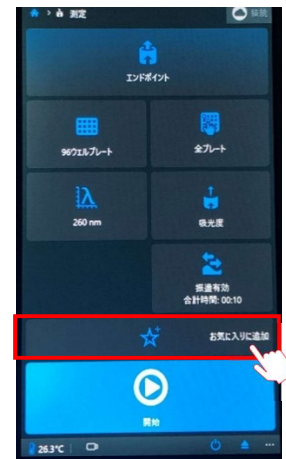 測定
接続
エンドポイント
96ウェルプレート
全プレート
260 nm
吸光度
振盪有効
合計時間: 00:10
お気に入りに追加
開始
26.3°C